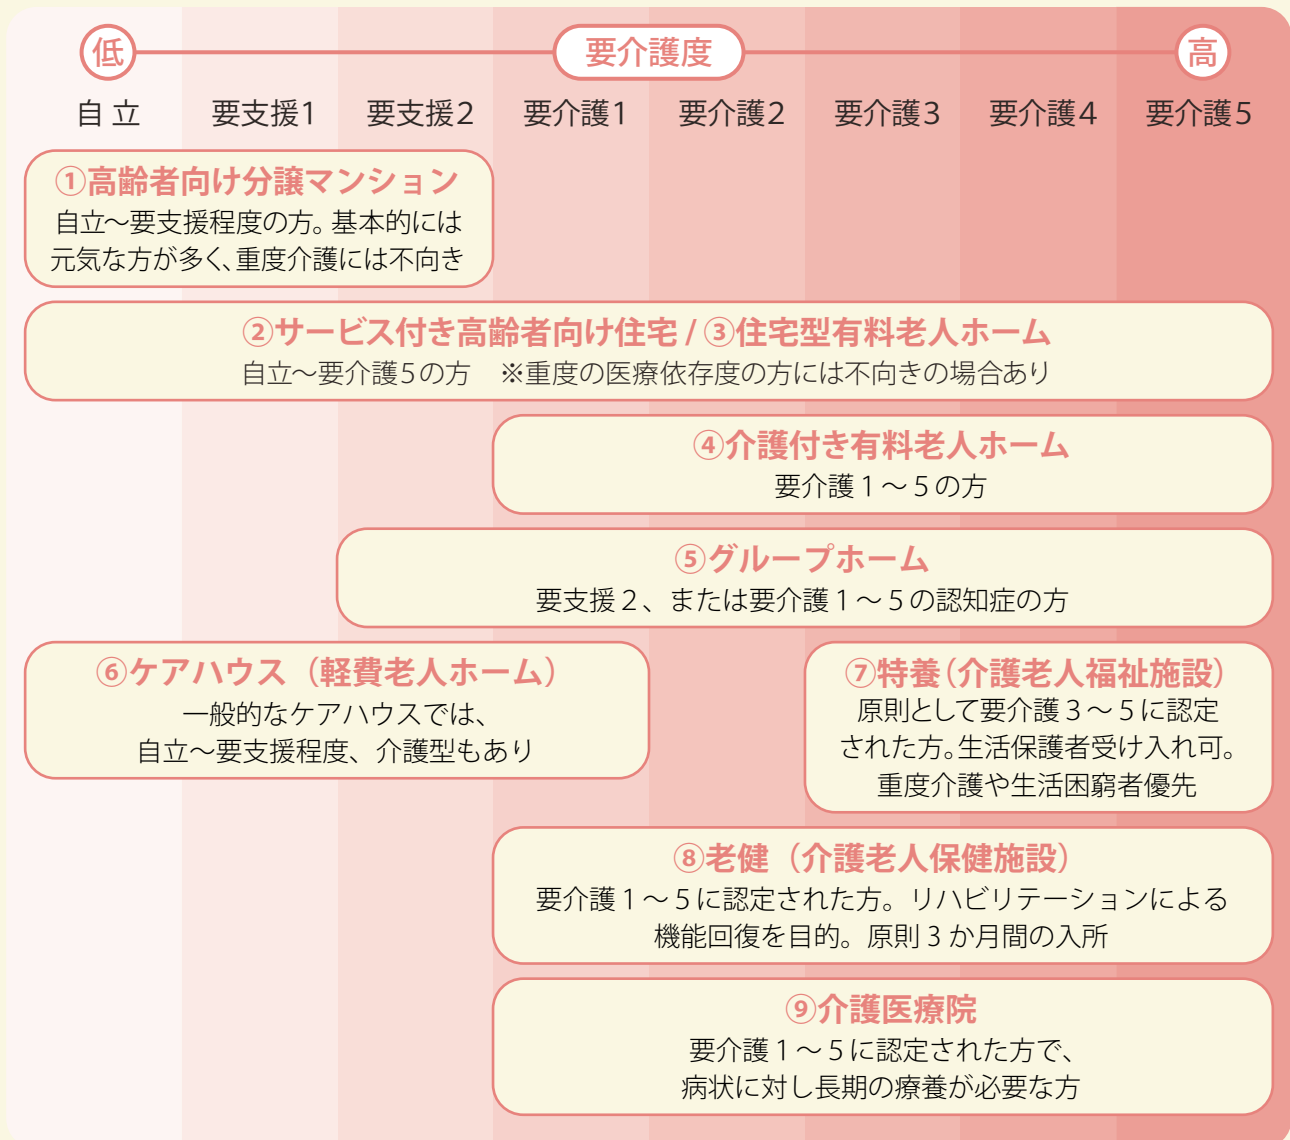 低 要介護度 高
自立 要支援1 要支援2 要介護1 要介護2 要介護3 要介護4 要介護5
①高齢者向け分譲マンション
自立～要支援程度の方。基本的には
元気な方が多く、重度介護には不向き
②サービス付き高齢者向け住宅 / ③住宅型有料老人ホーム
自立～要介護5の方　※重度の医療依存度の方には不向きの場合あり
④介護付き有料老人ホーム
要介護１～５の方
⑤グループホーム
要支援２、または要介護１～５の認知症の方
⑥ケアハウス（軽費老人ホーム）
一般的なケアハウスでは、
自立～要支援程度、介護型もあり
⑦特養（介護老人福祉施設）
原則として要介護３～５に認定
された方。生活保護者受け入れ可。
重度介護や生活困窮者優先
⑧老健（介護老人保健施設）
要介護１～５に認定された方。リハビリテーションによる
機能回復を目的。原則３か月間の入所
⑨介護医療院
要介護１～５に認定された方で、
病状に対し長期の療養が必要な方